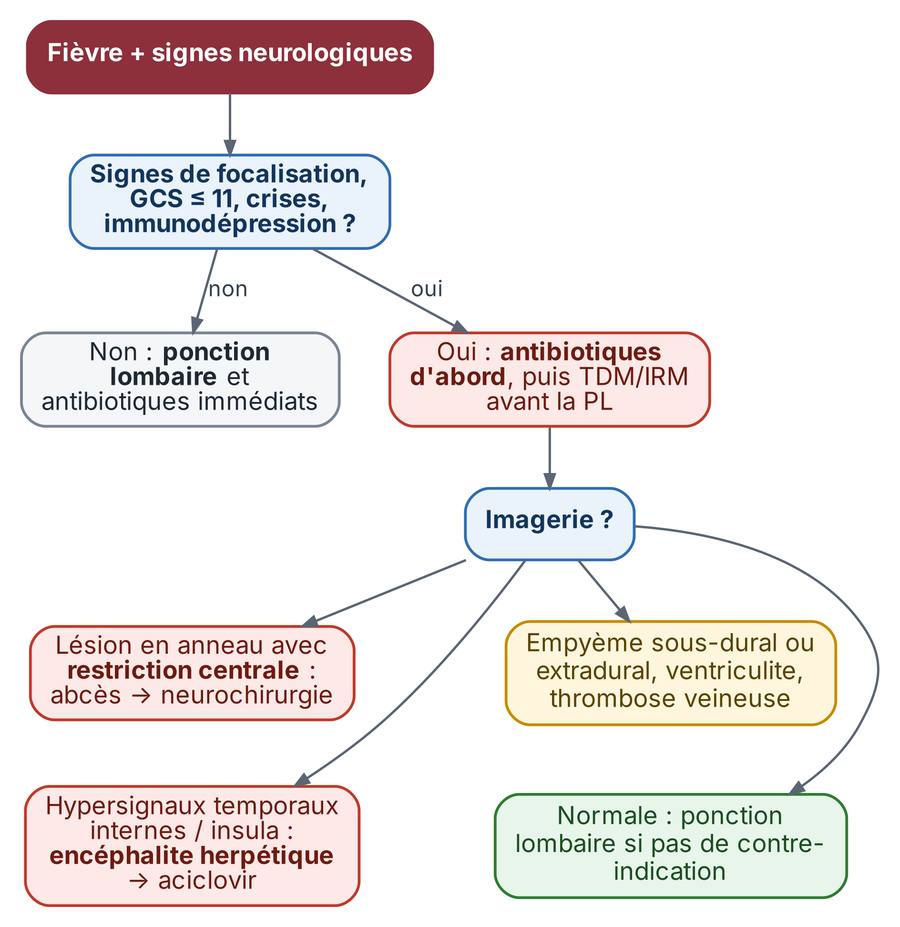 Fièvre + signes neurologiques
Signes de focalisation,
GCS ≤ 11, crises,
immunodépression ?
non
oui
Non : ponction
lombaire et
antibiotiques immédiats
Oui : antibiotiques
d'abord, puis TDM/IRM
avant la PL
Imagerie ?
Lésion en anneau avec
restriction centrale :
abcès → neurochirurgie
Empyème sous-dural ou
extradural, ventriculite,
thrombose veineuse
Hypersignaux temporaux
internes / insula :
encéphalite herpétique
→ aciclovir
Normale : ponction
lombaire si pas de contre-
indication